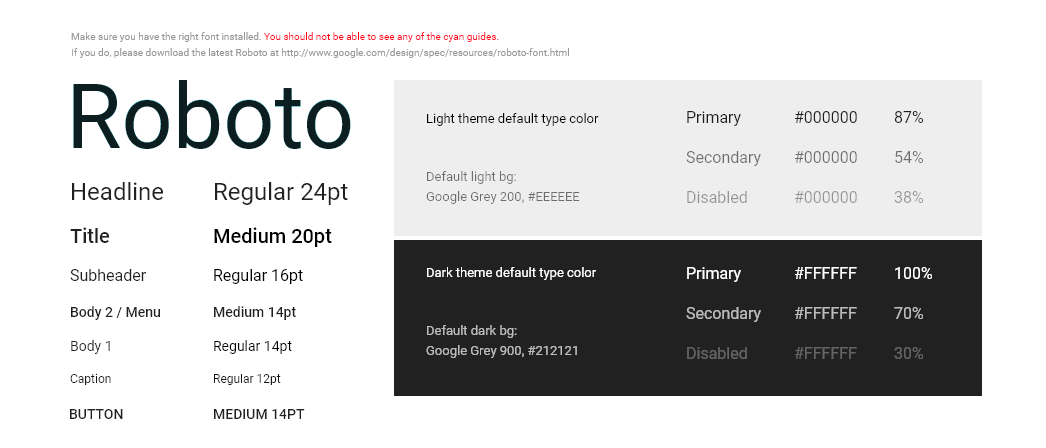 Make sure you have the right font installed. You should not be able to see any of the cyan guides.
If you do, please download the latest Roboto at http://www.google.com/design/spec/resources/roboto-font.html
Roboto
Headline Regular 24pt
Title Medium 20pt
Subheader Regular 16pt
Body 2 / Menu Medium 14pt
Body 1 Regular 14pt
Caption Regular 12pt
BUTTON MEDIUM 14PT
Light theme default type color
Primary #000000 87%
Secondary #000000 54%
Default light bg:
Google Grey 200, #EEEEEE
Disabled #000000 38%
Dark theme default type color
Primary #FFFFFF 100%
Secondary #FFFFFF 70%
Default dark bg:
Google Grey 900, #212121
Disabled #FFFFFF 30%